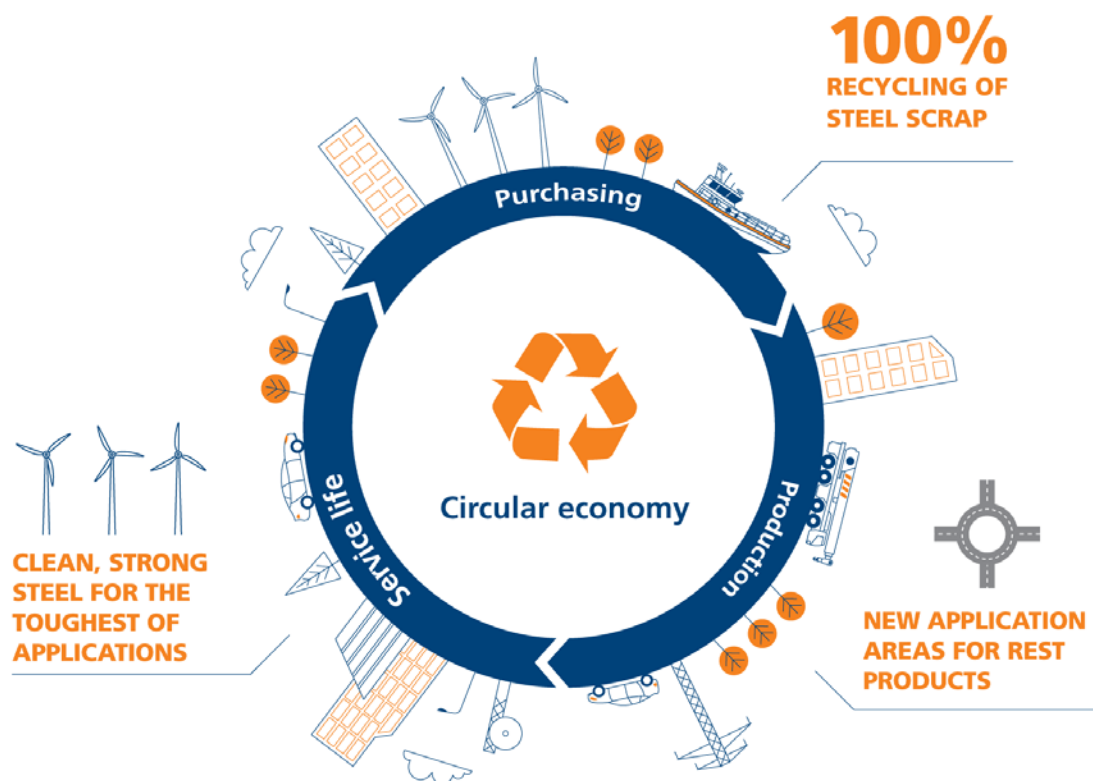 100%
RECYCLING OF
STEEL SCRAP
Purchasing
Circular economy
Production
Service life
CLEAN, STRONG
STEEL FOR THE
TOUGHEST OF
APPLICATIONS
NEW APPLICATION
AREAS FOR REST
PRODUCTS